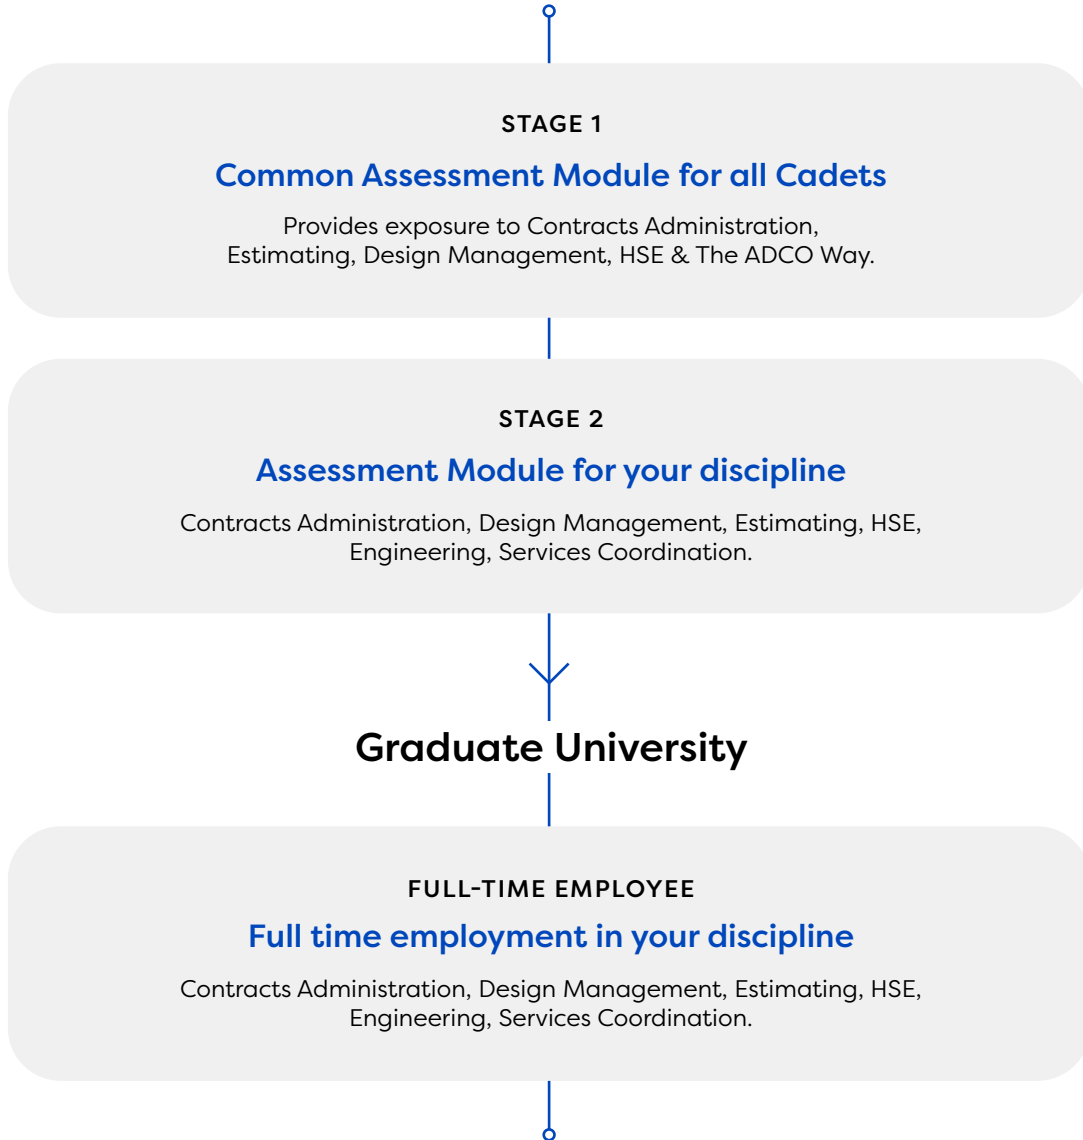 STAGE 1
Common Assessment Module for all Cadets
Provides exposure to Contracts Administration,
Estimating, Design Management, HSE & The ADCO Way.
STAGE 2
Assessment Module for your discipline
Contracts Administration, Design Management, Estimating, HSE,
Engineering, Services Coordination.
Graduate University
FULL-TIME EMPLOYEE
Full time employment in your discipline
Contracts Administration, Design Management, Estimating, HSE,
Engineering, Services Coordination.